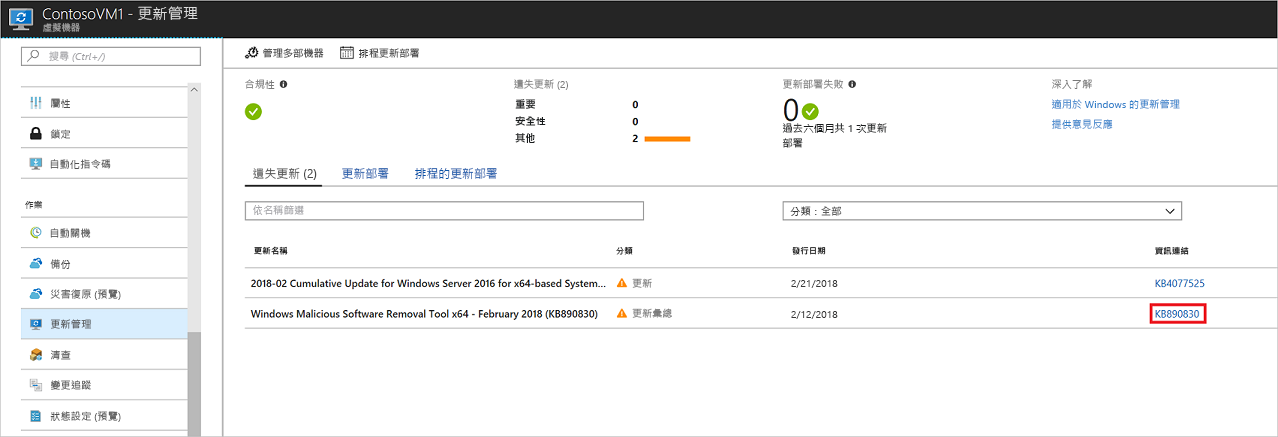 ContosoVM1 - 更新管理
虛擬機器
搜尋 (Ctrl+/)
屬性
鎖定
自動化指令碼
作業
自動關機
備份
災害復原 (預覽)
更新管理
清查
變更追蹤
狀態設定 (預覽)
管理多部機器 排程更新部署
合規性
遺失更新 (2)
重要 0
安全性 0
其他 2
更新部署失敗
0
過去六個月共 1 次更新
部署
深入了解
適用於 Windows 的更新管理
提供意見反應
遺失更新 (2) 更新部署 排程的更新部署
依名稱篩選 分類：全部
更新名稱 分類 發行日期 資訊連結
2018-02 Cumulative Update for Windows Server 2016 for x64-based System... 更新 2/21/2018 KB4077525
Windows Malicious Software Removal Tool x64 - February 2018 (KB890830) 更新彙總 2/12/2018 KB890830